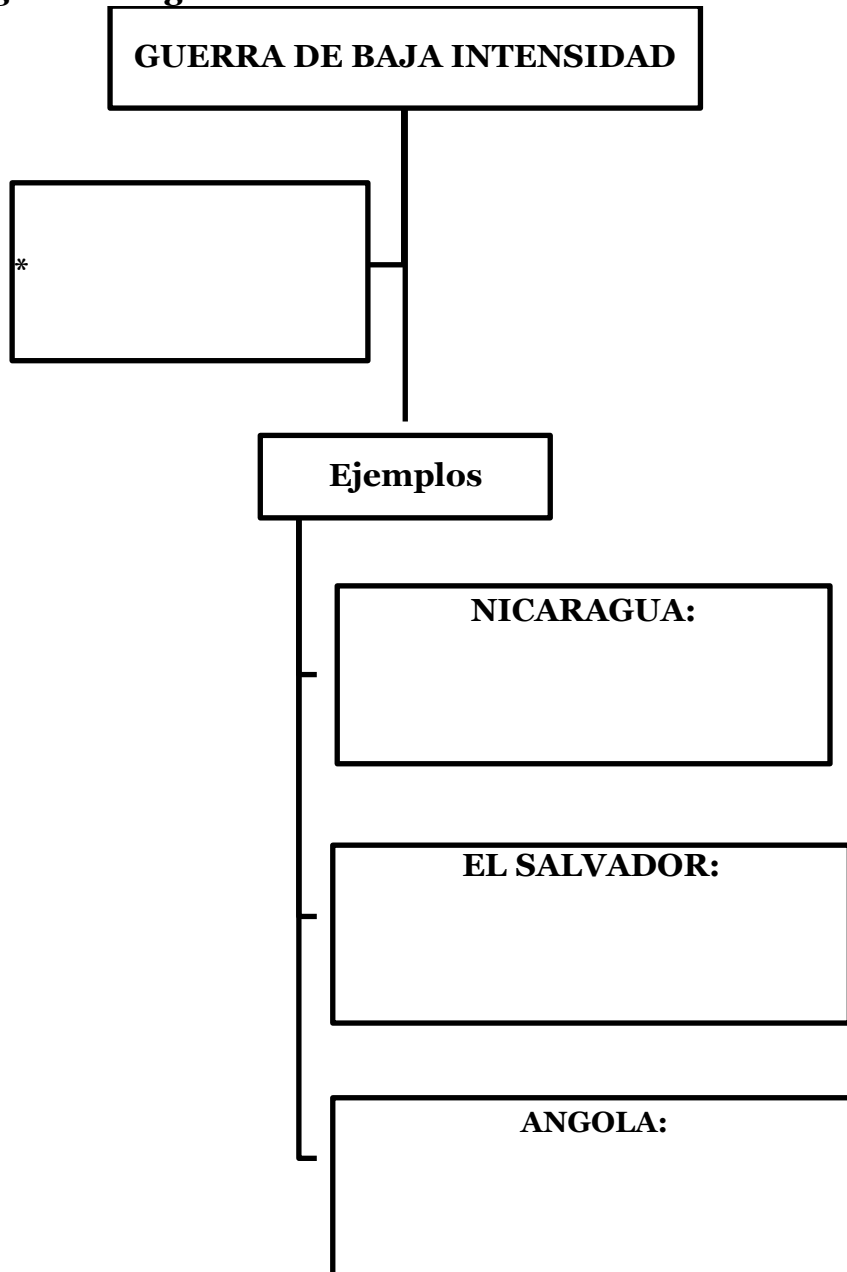 GUERRA DE BAJA INTENSIDAD
*
Ejemplos
NICARAGUA:
EL SALVADOR:
ANGOLA: